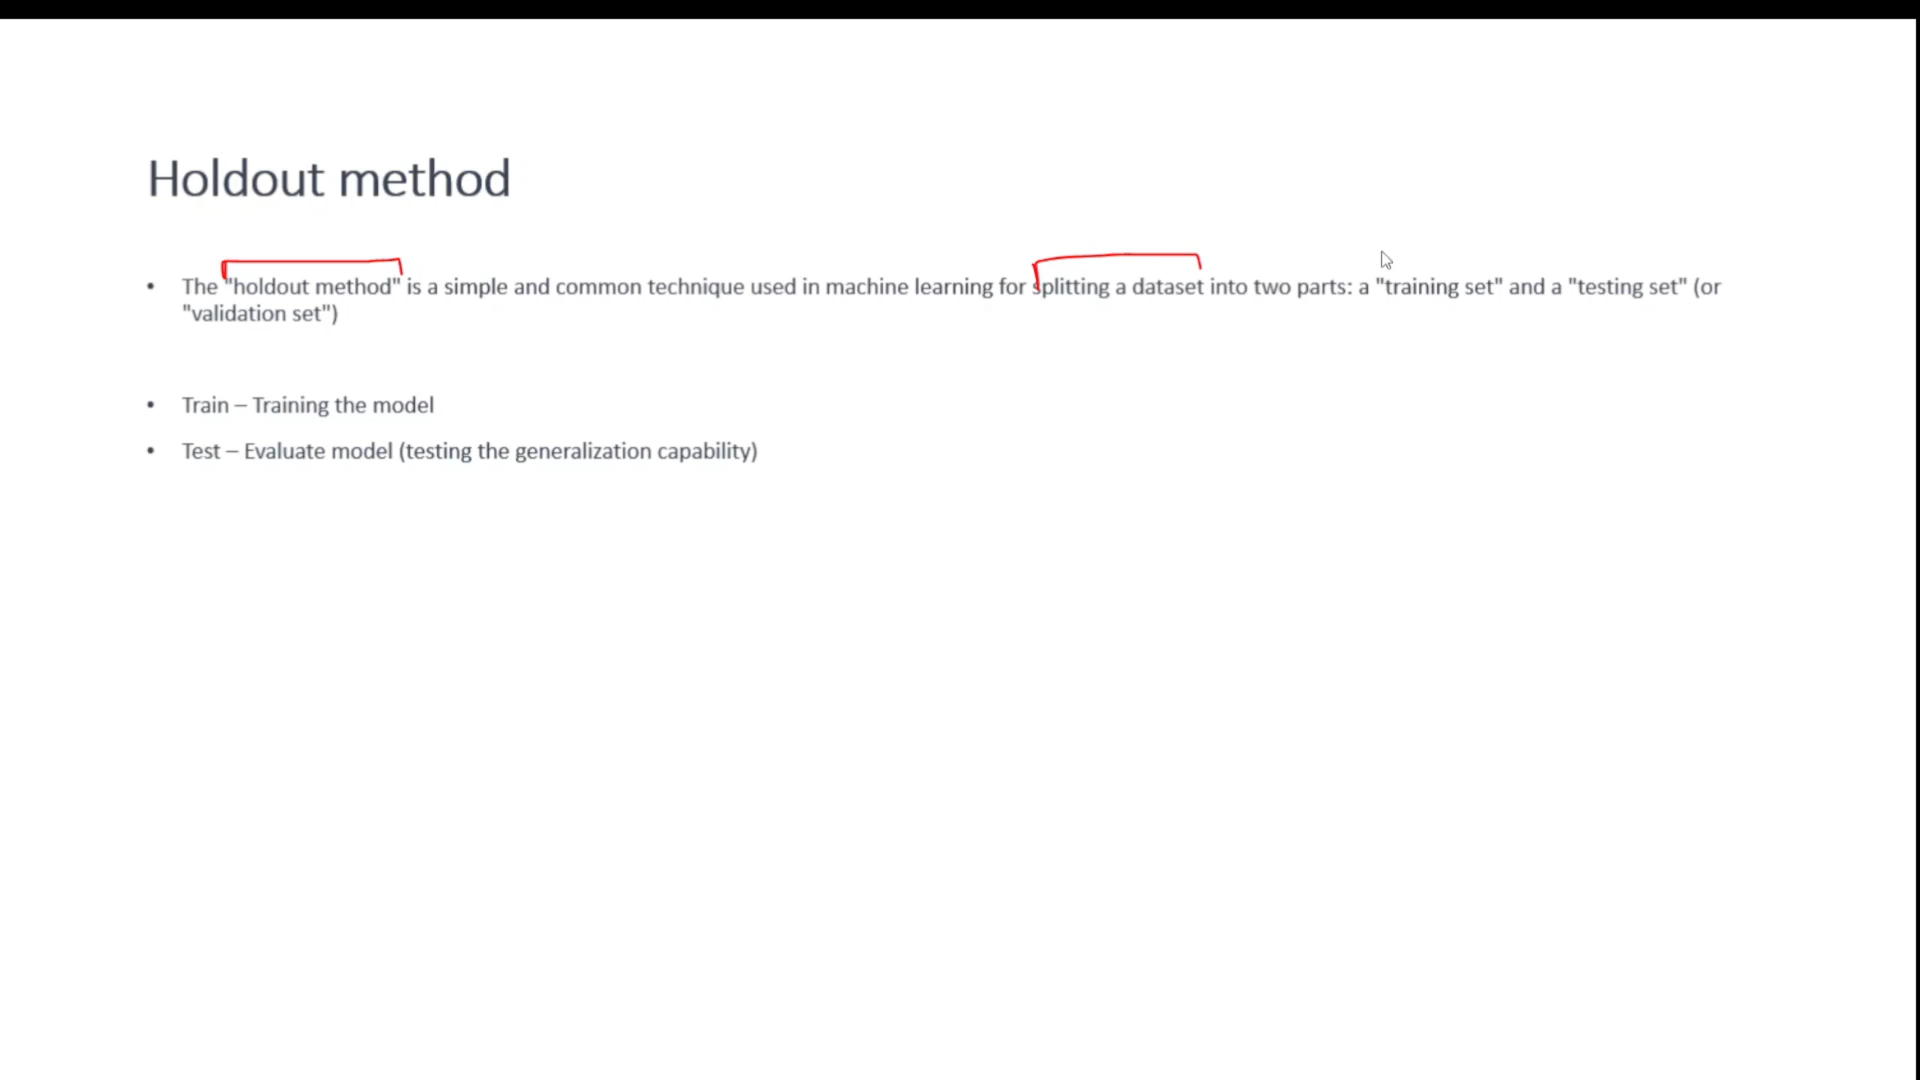 Holdout method
• The "holdout method" is a simple and common technique used in machine learning for splitting a dataset into two parts: a "training set" and a "testing set" (or
"validation set")
• Train – Training the model
• Test – Evaluate model (testing the generalization capability)